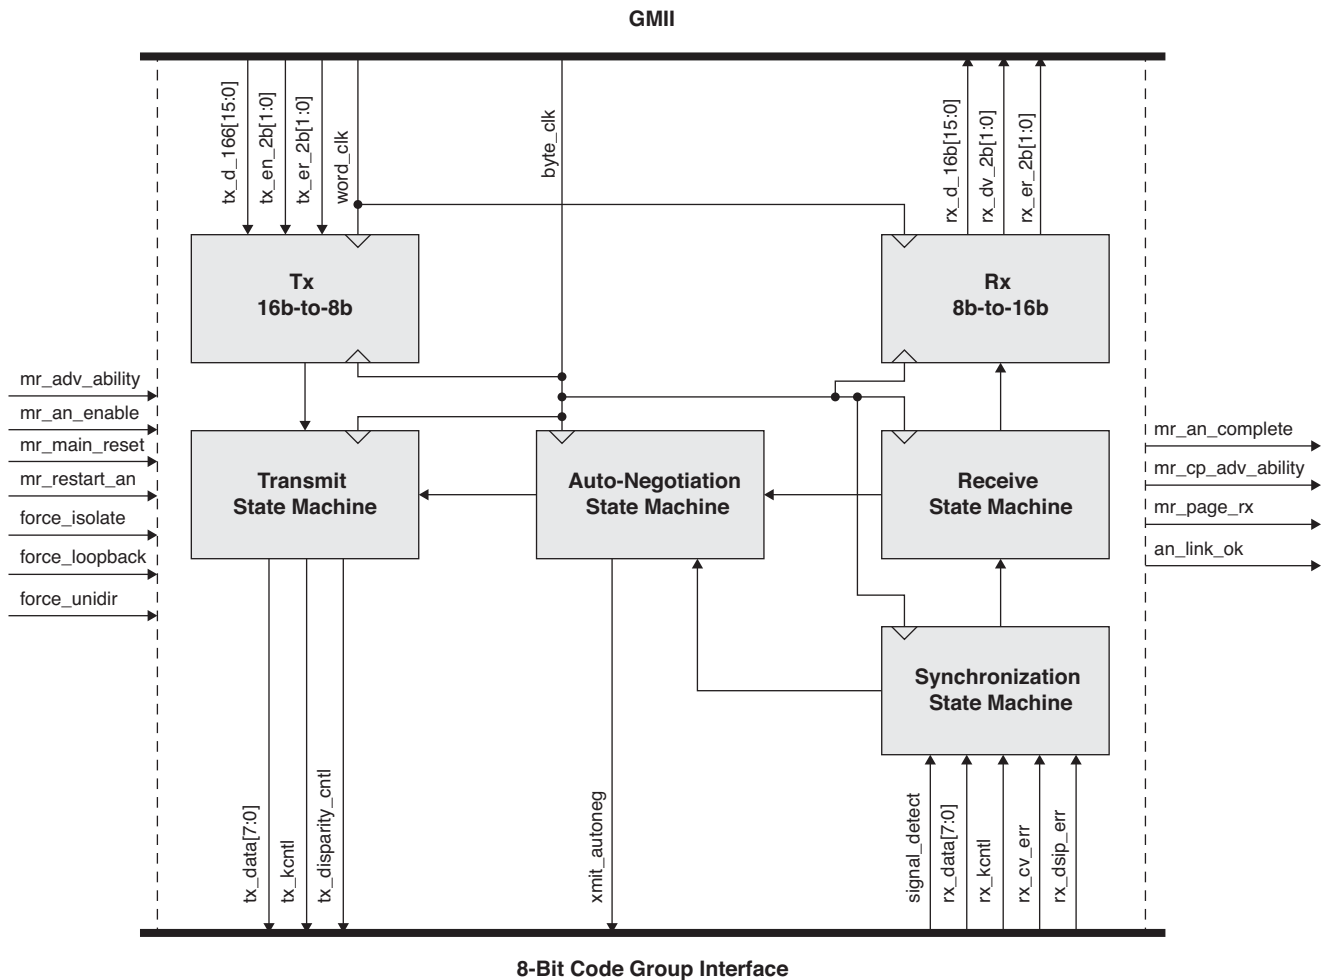 GMII
tx_d_166[15:0]
tx_en_2b[1:0]
tx_er_2b[1:0]
word_clk
byte_clk
rx_d_16b[15:0]
rx_dv_2b[1:0]
rx_er_2b[1:0]
Tx
16b-to-8b
Rx
8b-to-16b
mr_adv_ability
mr_an_enable
mr_main_reset
mr_restart_an
force_isolate
force_loopback
force_unidir
Transmit
State Machine
Auto-Negotiation
State Machine
Receive
State Machine
mr_an_complete
mr_cp_adv_ability
mr_page_rx
an_link_ok
Synchronization
State Machine
tx_data[7:0]
tx_kcntl
tx_disparity_cntl
xmit_autoneg
signal_detect
rx_data[7:0]
rx_kcntl
rx_cv_err
rx_dsip_err
8-Bit Code Group Interface